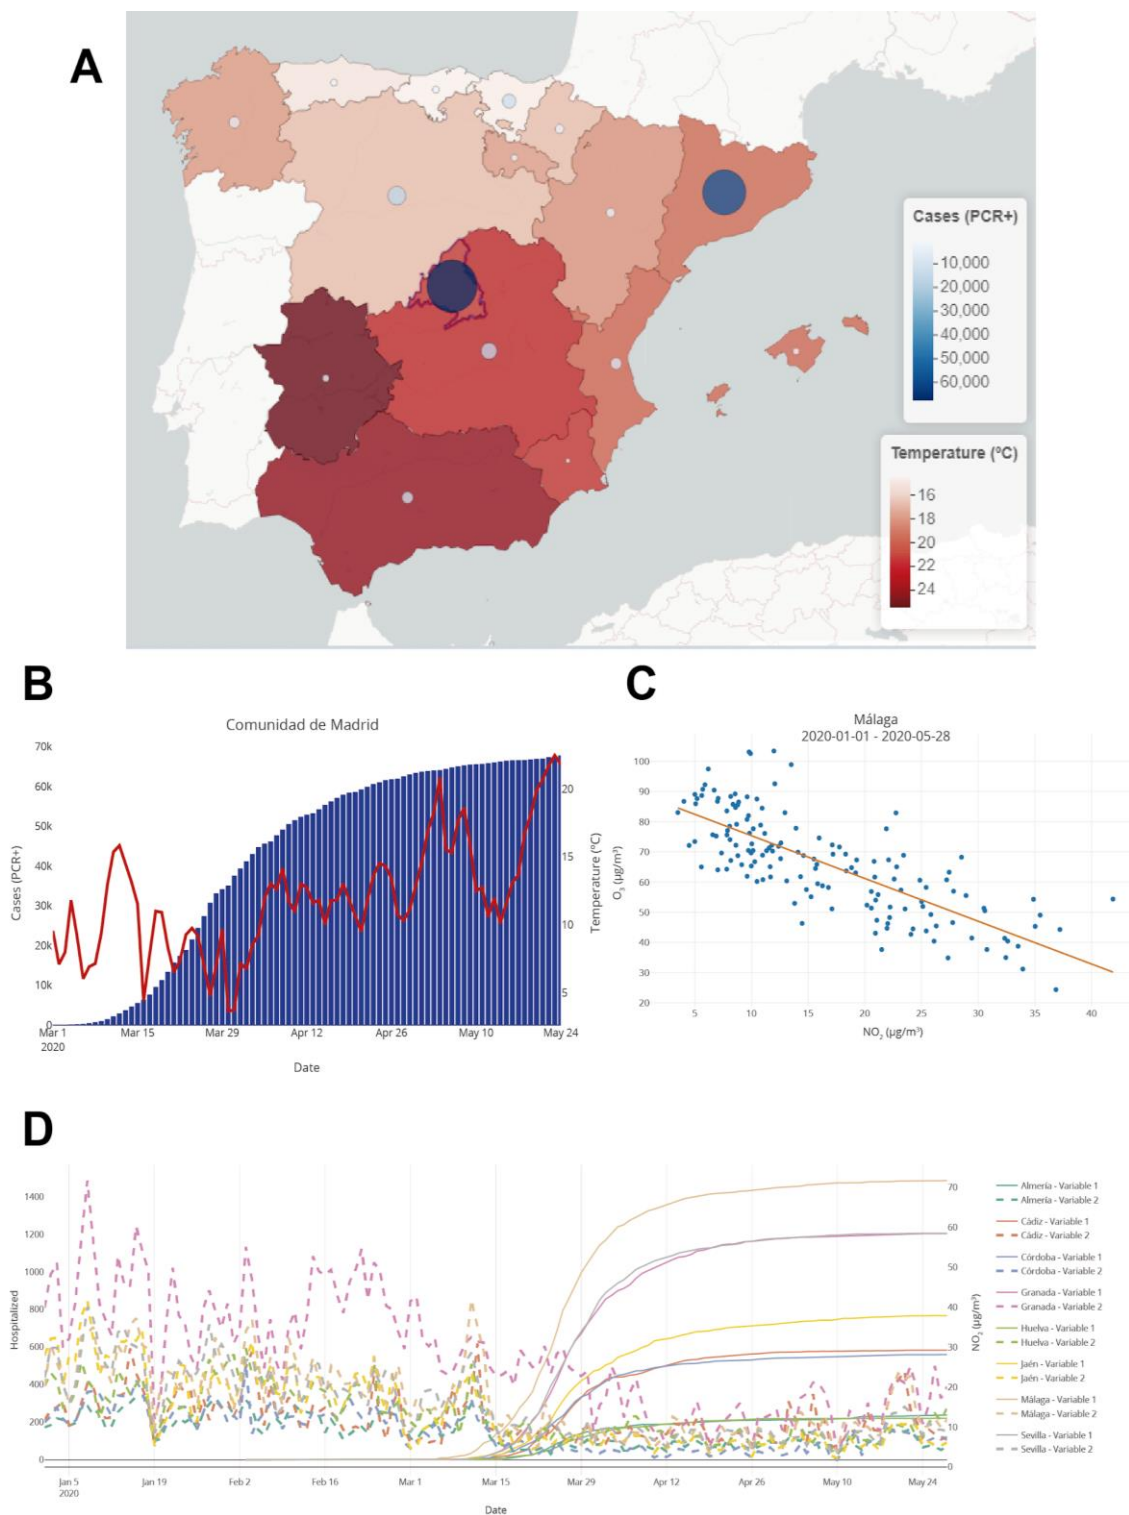 A
Cases (PCR+)
10,000
20,000
30,000
40,000
50,000
60,000
Temperature (ºC)
16
18
20
22
24
B
Comunidad de Madrid
70k
60k
50k
40k
30k
20k
10k
0
Cases (PCR+)
20
15
10
5
Temperature (ºC)
Mar 1
2020
Mar 15
Mar 29
Apr 12
Apr 26
May 10
May 24
Date
C
Málaga
2020-01-01 - 2020-05-28
100
90
80
70
60
50
40
30
20
O₃ (µg/m³)
5
10
15
20
25
30
35
40
NO₂ (µg/m³)
D
1400
1200
1000
800
600
400
200
0
Hospitalized
70
60
50
40
30
20
10
0
NO₂ (µg/m³)
Jan 5
2020
Jan 19
Feb 2
Feb 16
Mar 1
Mar 15
Mar 29
Apr 12
Apr 26
May 10
May 24
Date
Almería - Variable 1
Almería - Variable 2
Cádiz - Variable 1
Cádiz - Variable 2
Córdoba - Variable 1
Córdoba - Variable 2
Granada - Variable 1
Granada - Variable 2
Huelva - Variable 1
Huelva - Variable 2
Jaén - Variable 1
Jaén - Variable 2
Málaga - Variable 1
Málaga - Variable 2
Sevilla - Variable 1
Sevilla - Variable 2